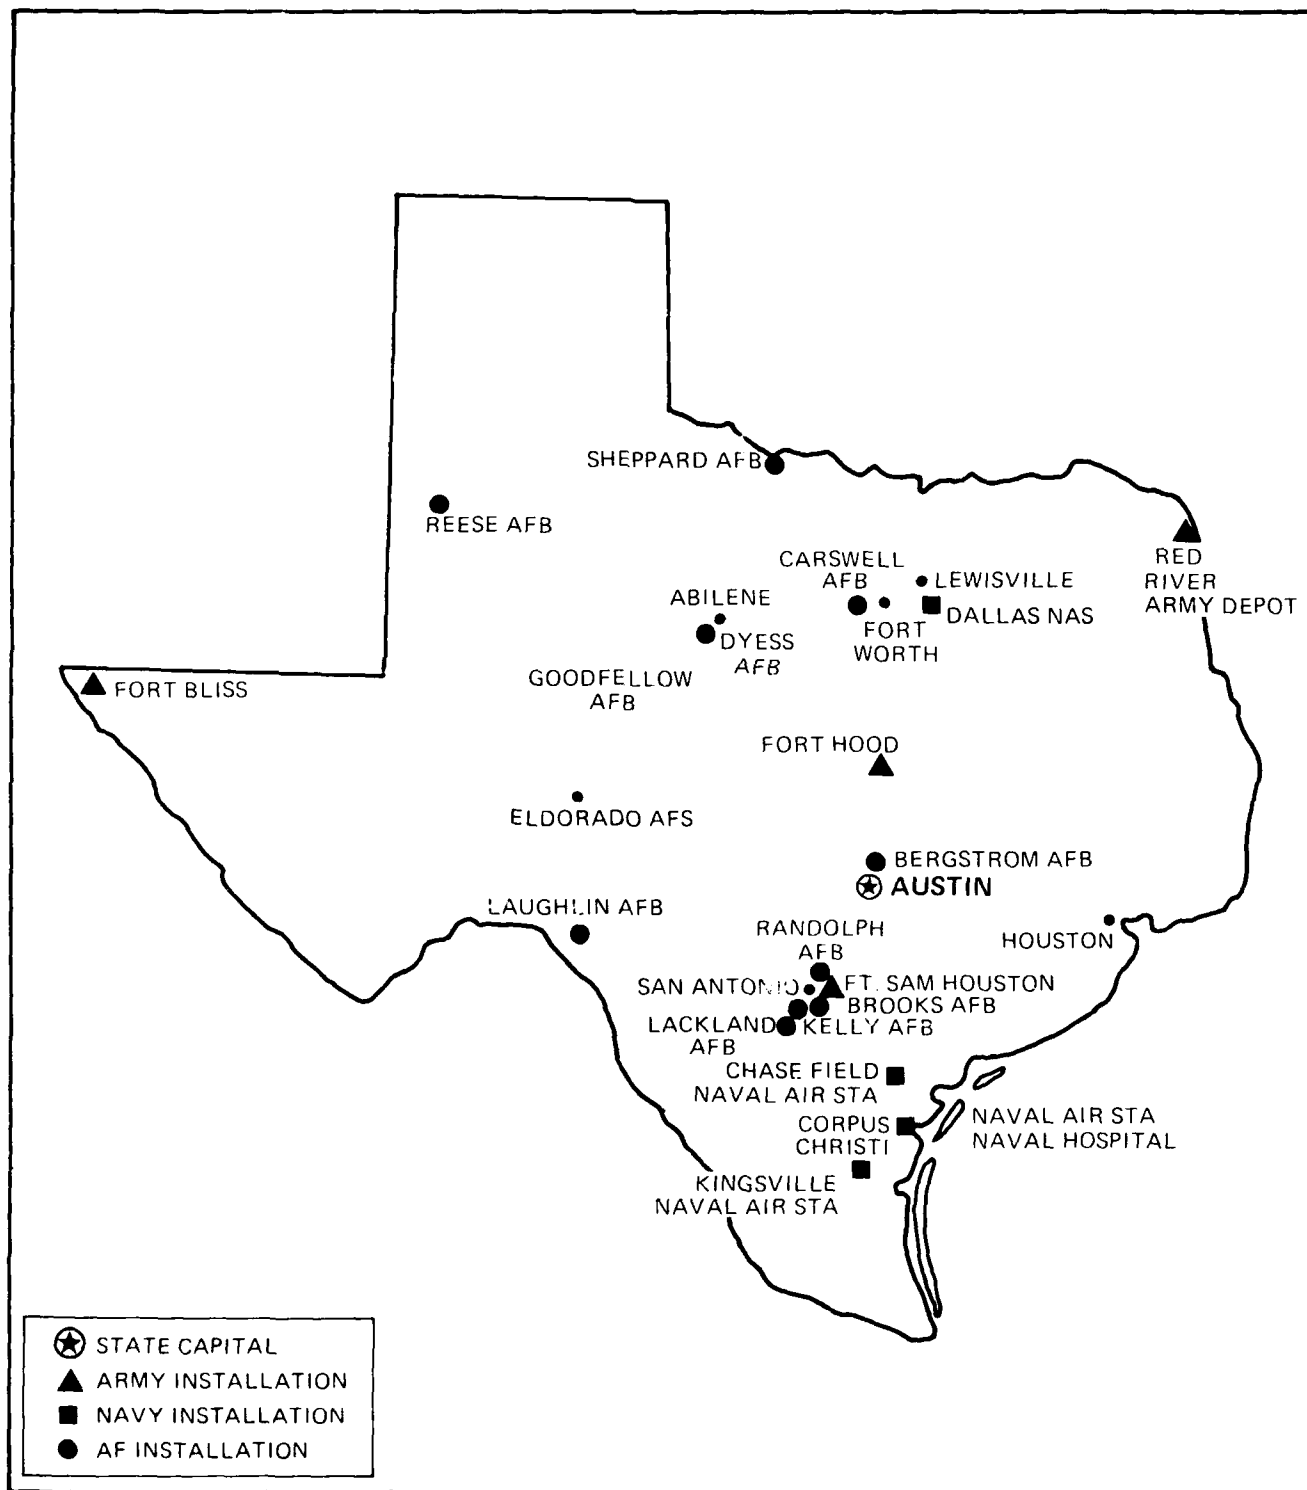 SHEPPARD AFB
REESE AFB
CARSWELL
AFB
LEWISVILLE
DALLAS NAS
FORT
WORTH
RED
RIVER
ARMY DEPOT
ABILENE
DYESS
AFB
GOODFELLOW
AFB
FORT BLISS
FORT HOOD
ELDORADO AFS
BERGSTROM AFB
AUSTIN
LAUGHLIN AFB
RANDOLPH
AFB
HOUSTON
SAN ANTONIO
FT. SAM HOUSTON
BROOKS AFB
LACKLAND
AFB
KELLY AFB
CHASE FIELD
NAVAL AIR STA
CORPUS
CHRISTI
NAVAL AIR STA
NAVAL HOSPITAL
KINGSVILLE
NAVAL AIR STA
STATE CAPITAL
ARMY INSTALLATION
NAVY INSTALLATION
AF INSTALLATION